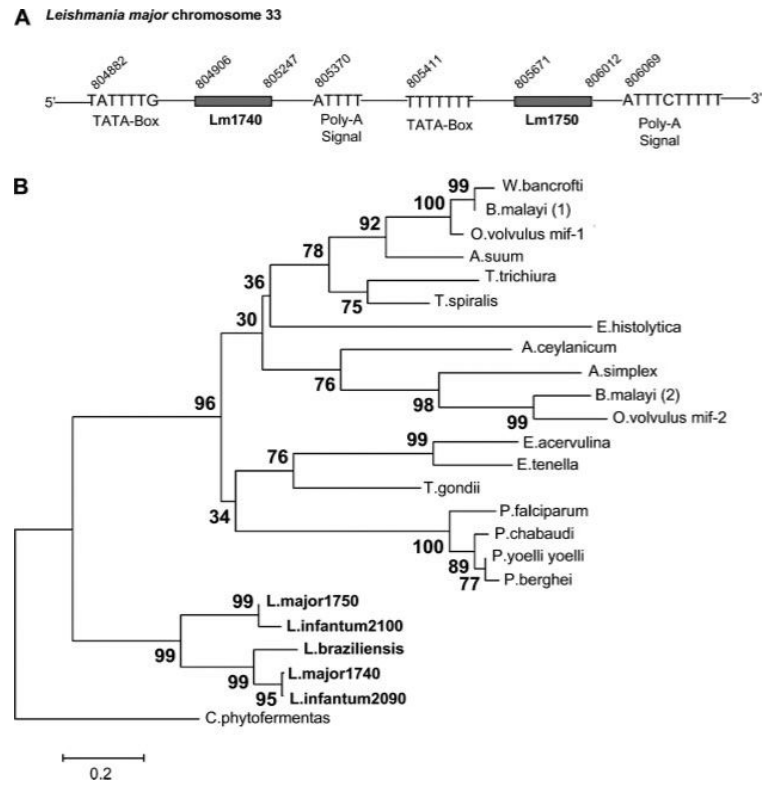 A Leishmania major chromosome 33
804882 804906 805247 805370 805411 805671 806012 806069
5' TATTTTG ATTTT TTTTTTT ATTTCTTTTT 3'
TATA-Box Lm1740 Poly-A Signal TATA-Box Lm1750 Poly-A Signal
B
99 W.bancrofti
100 B.malayi (1)
92 O.volvulus mif-1
78 A.suum
T.trichiura
36 75 T.spiralis
30 E.histolytica
A.ceylanicum
76 A.simplex
96 98 B.malayi (2)
99 O.volvulus mif-2
99 E.acervulina
76 E.tenella
T.gondii
34 P.falciparum
100 P.chabaudi
89 P.yoelli yoelli
77 P.berghei
99 L.major1750
L.infantum2100
99 L.braziliensis
99 L.major1740
95 L.infantum2090
C.phytofermentas
0.2